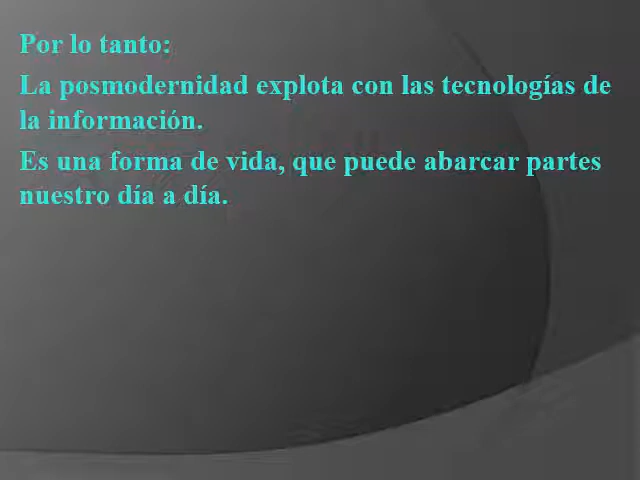 Por lo tanto:
La posmodernidad explota con las tecnologías de
la información.
Es una forma de vida, que puede abarcar partes
nuestro día a día.